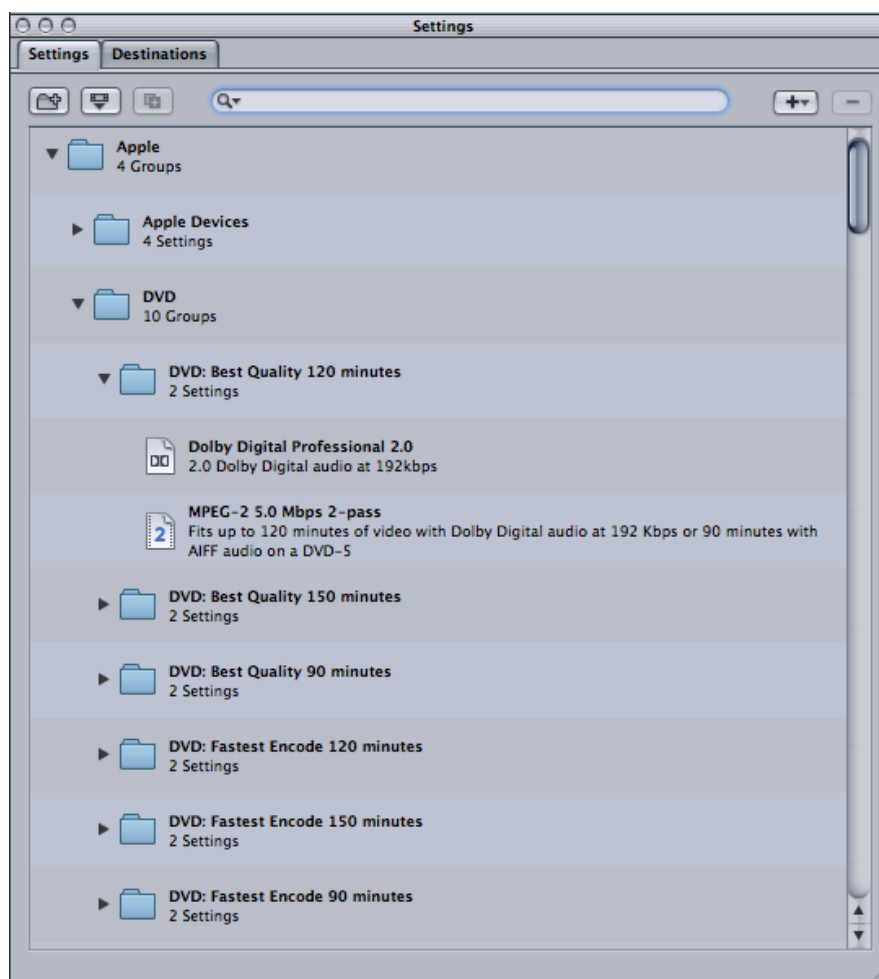 Settings
Settings
Destinations
Apple
4 Groups
Apple Devices
4 Settings
DVD
10 Groups
DVD: Best Quality 120 minutes
2 Settings
Dolby Digital Professional 2.0
2.0 Dolby Digital audio at 192kbps
MPEG-2 5.0 Mbps 2-pass
2
Fits up to 120 minutes of video with Dolby Digital audio at 192 Kbps or 90 minutes with
AIFF audio on a DVD-5
DVD: Best Quality 150 minutes
2 Settings
DVD: Best Quality 90 minutes
2 Settings
DVD: Fastest Encode 120 minutes
2 Settings
DVD: Fastest Encode 150 minutes
2 Settings
DVD: Fastest Encode 90 minutes
2 Settings